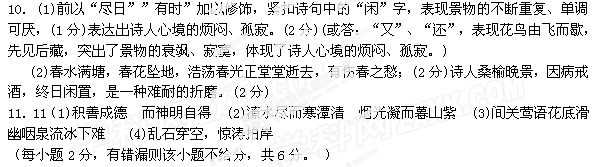 10. (1)前以“尽日””有时”加以修饰，紧扣诗句中的“闲”字，表现景物的不断重复、单调
可厌，(1 分)表达出诗人心境的烦闷、孤寂。(2 分)(或答：“又”、“还”，表现花鸟由飞而歇，
先见后藏，突出了景物的衰飒、寂寞，体现了诗人心境的烦闷、孤寂。)
(2)春水满塘，春花坠地，浩荡春光正堂堂逝去，有伤春之愁；(2 分)诗人桑榆晚景，因病戒
酒，终日闲置，是一种难耐的折磨。(2 分)
11. 11(1)积善成德　而神明自得　(2)流水尽而寒潭清　烟光凝而暮山紫　(3)间关莺语花底滑
幽咽泉流冰下难　(4)乱石穿空，惊涛拍岸
(每小题 2 分，有错漏则该小题不给分，共 6 分。 )